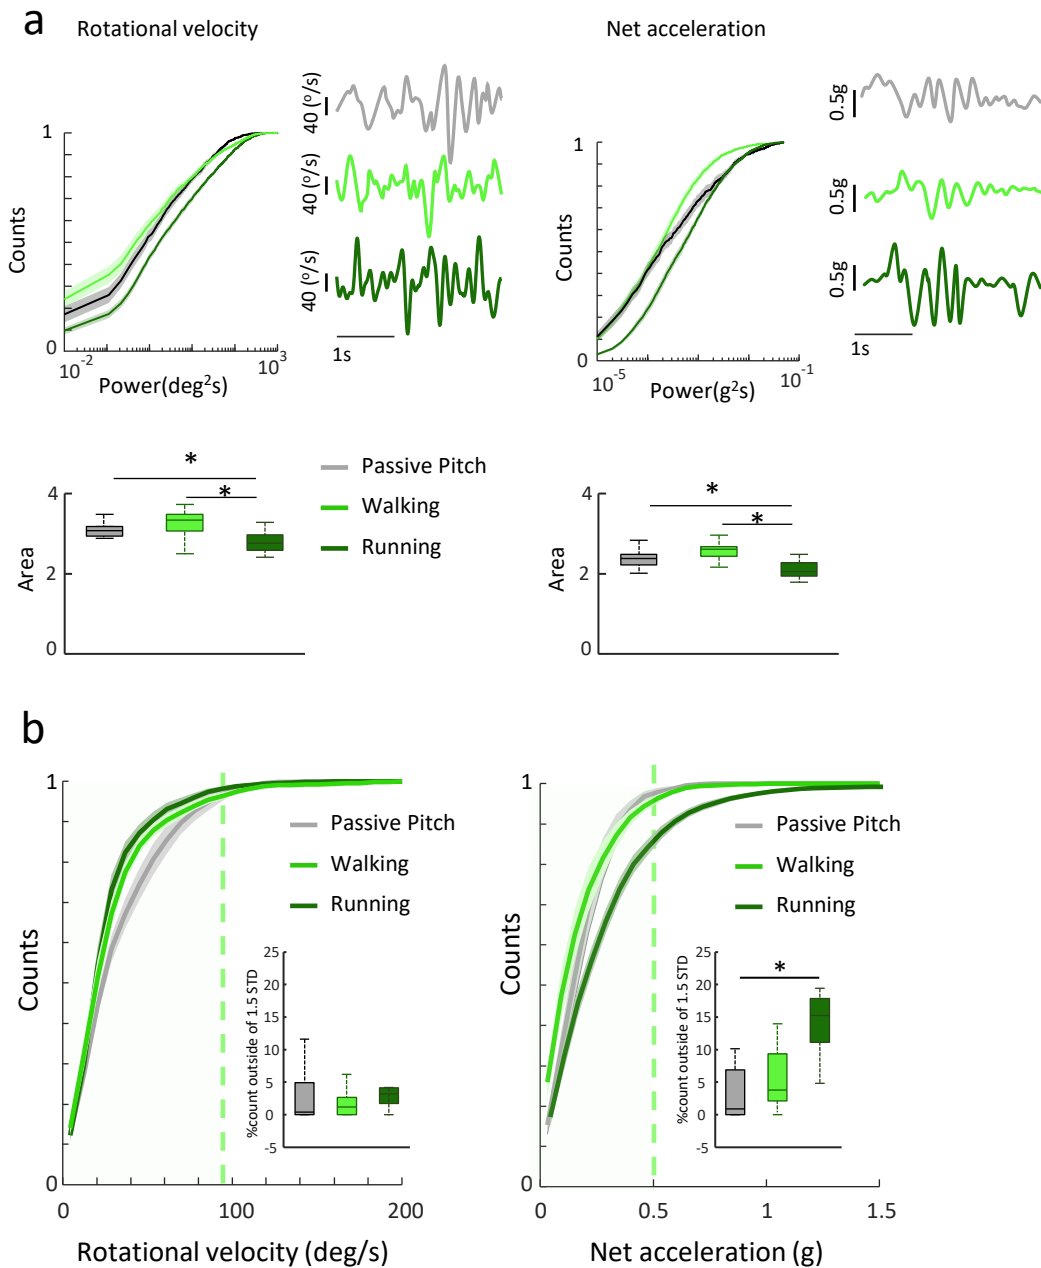 a
Rotational velocity
Net acceleration
40 (º/s)
40 (º/s)
40 (º/s)
1s
0.5g
0.5g
0.5g
1s
1
Counts
0
10-2
103
Power(deg2s)
1
Counts
0
10-5
10-1
Power(g2s)
*
*
4
2
0
Area
Passive Pitch
Walking
Running
*
*
4
2
0
Area
b
1
Counts
0
Passive Pitch
Walking
Running
%count outside of 1.5 STD
25
20
15
10
5
0
-5
0
100
200
Rotational velocity (deg/s)
1
Counts
0
Passive Pitch
Walking
Running
%count outside of 1.5 STD
25
20
15
10
5
0
-5
*
0
0.5
1
1.5
Net acceleration (g)